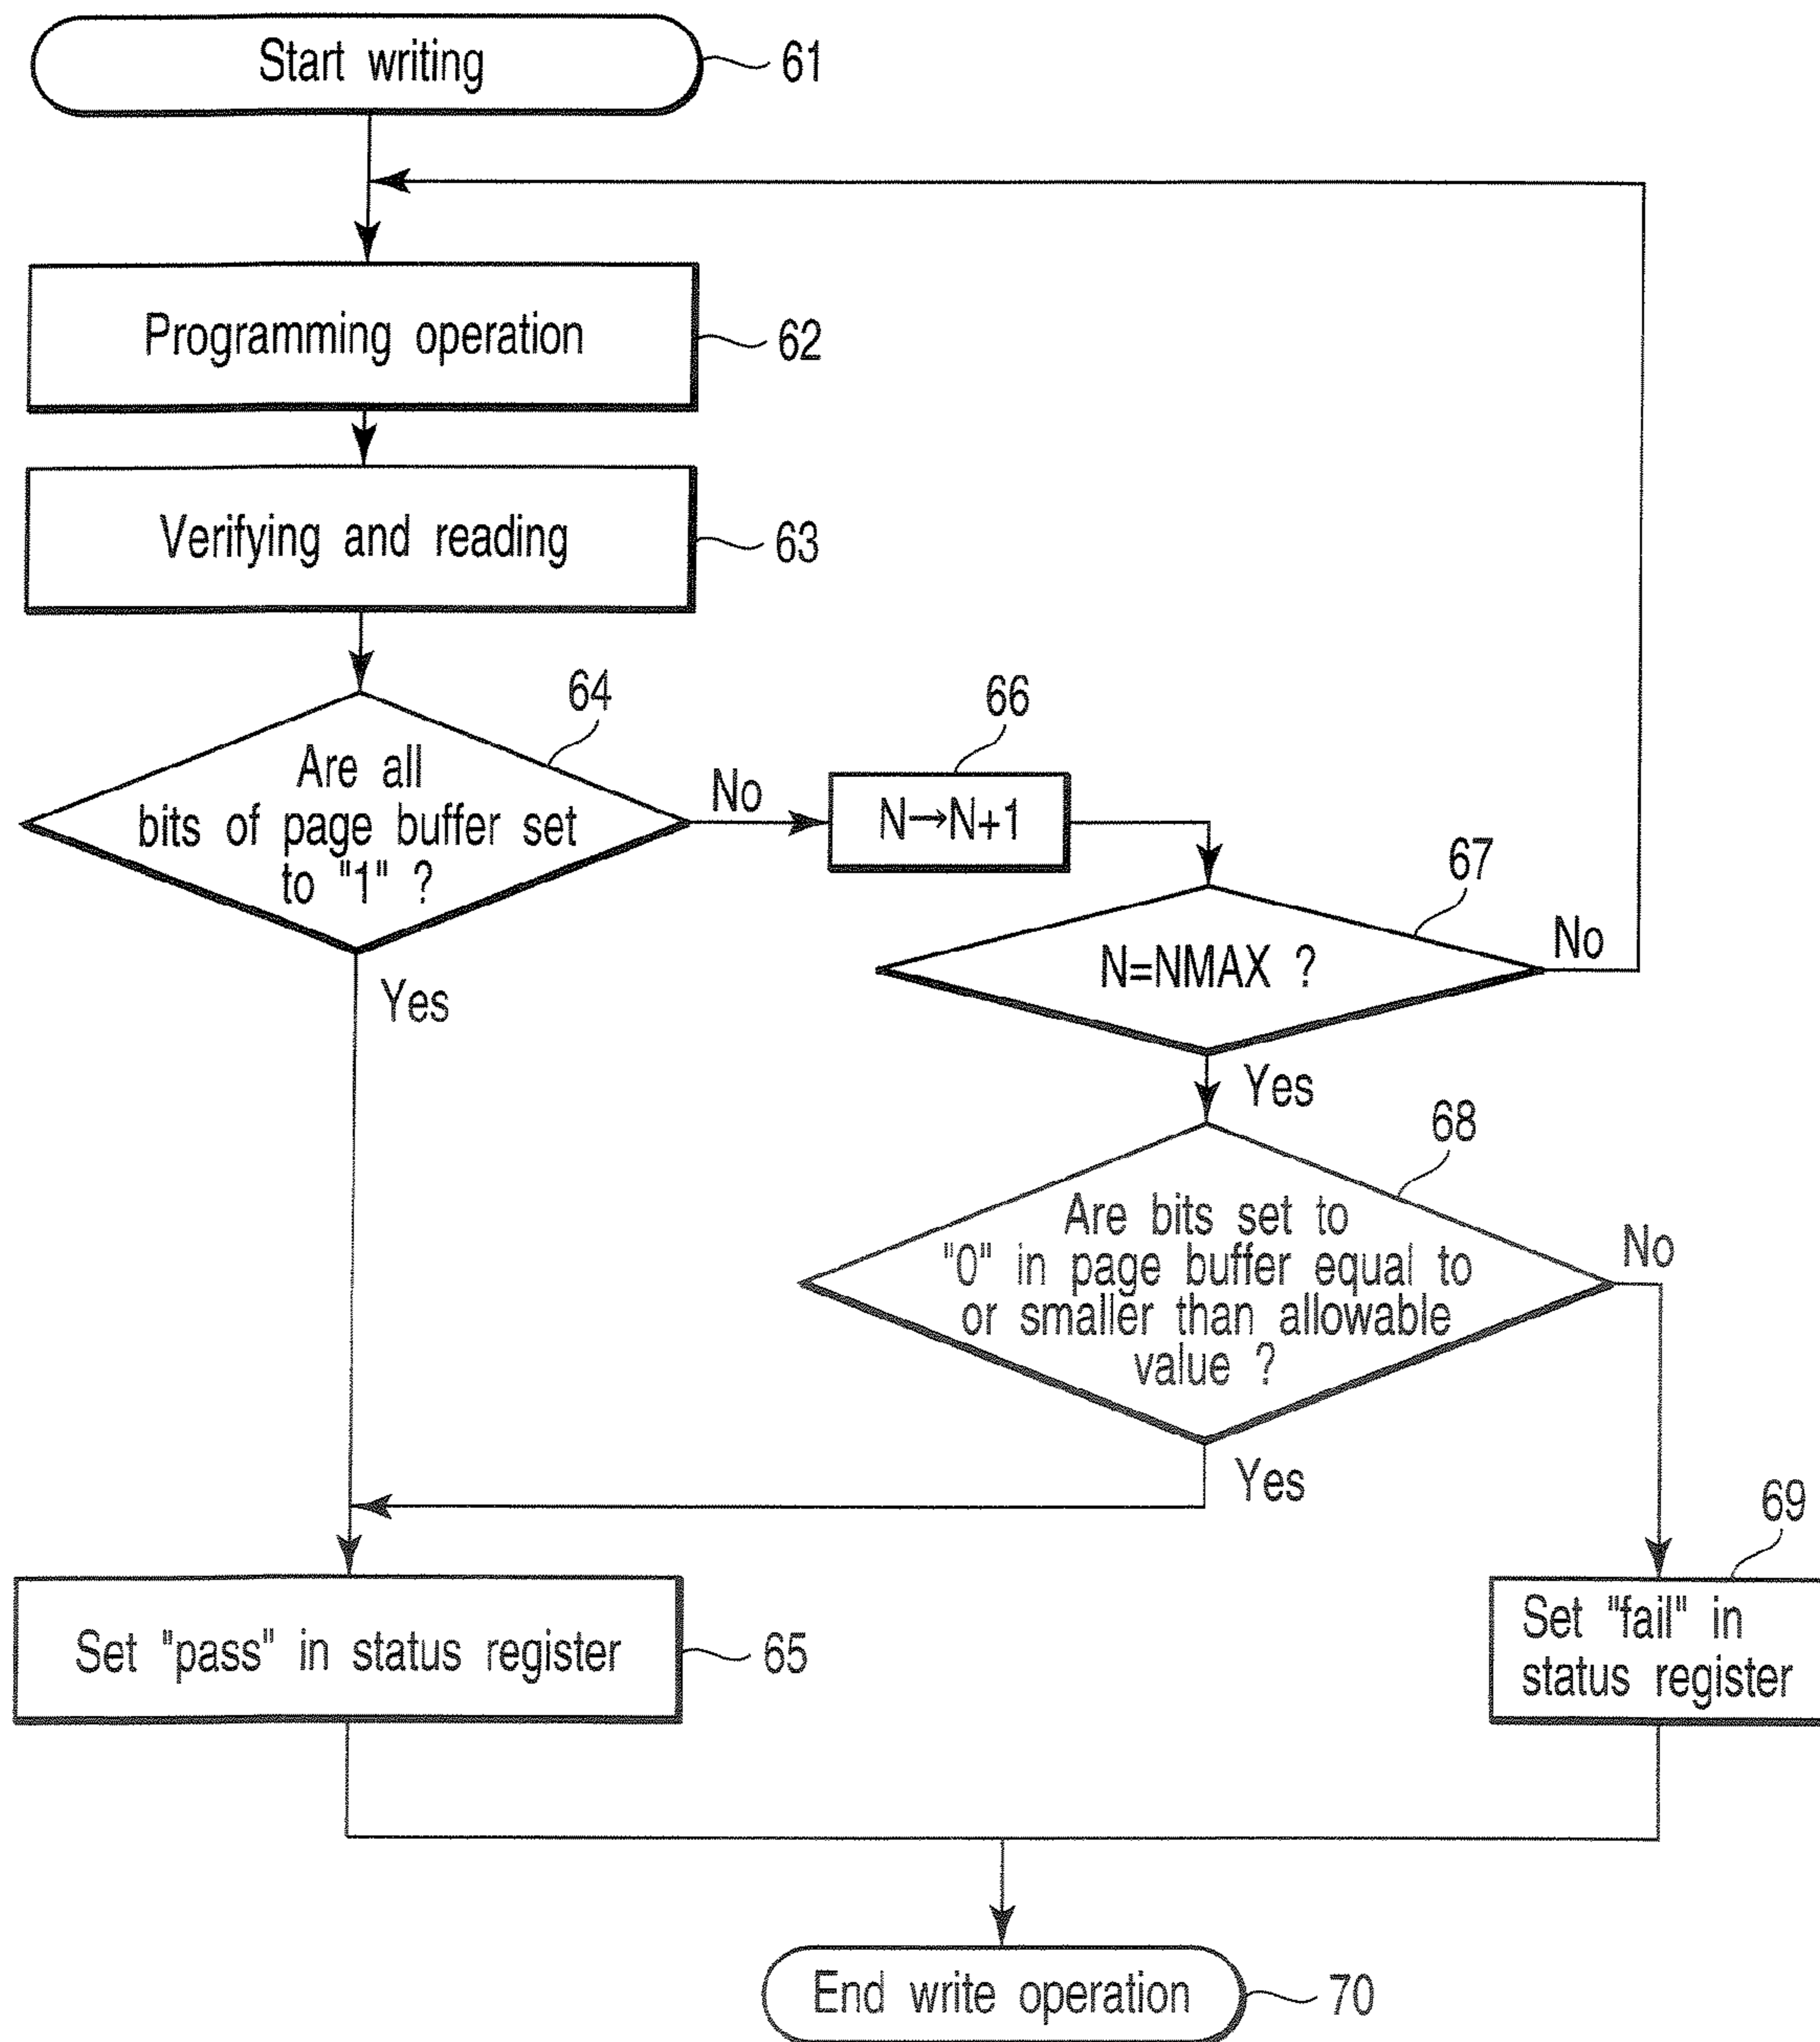 Start writing
61
Programming operation
62
Verifying and reading
63
64
Are all
bits of page buffer set
to "1" ?
No
Yes
66
N→N+1
67
N=NMAX ?
No
Yes
68
Are bits set to
"0" in page buffer equal to
or smaller than allowable
value ?
No
Yes
Set "pass" in status register
65
69
Set "fail" in
status register
End write operation
70